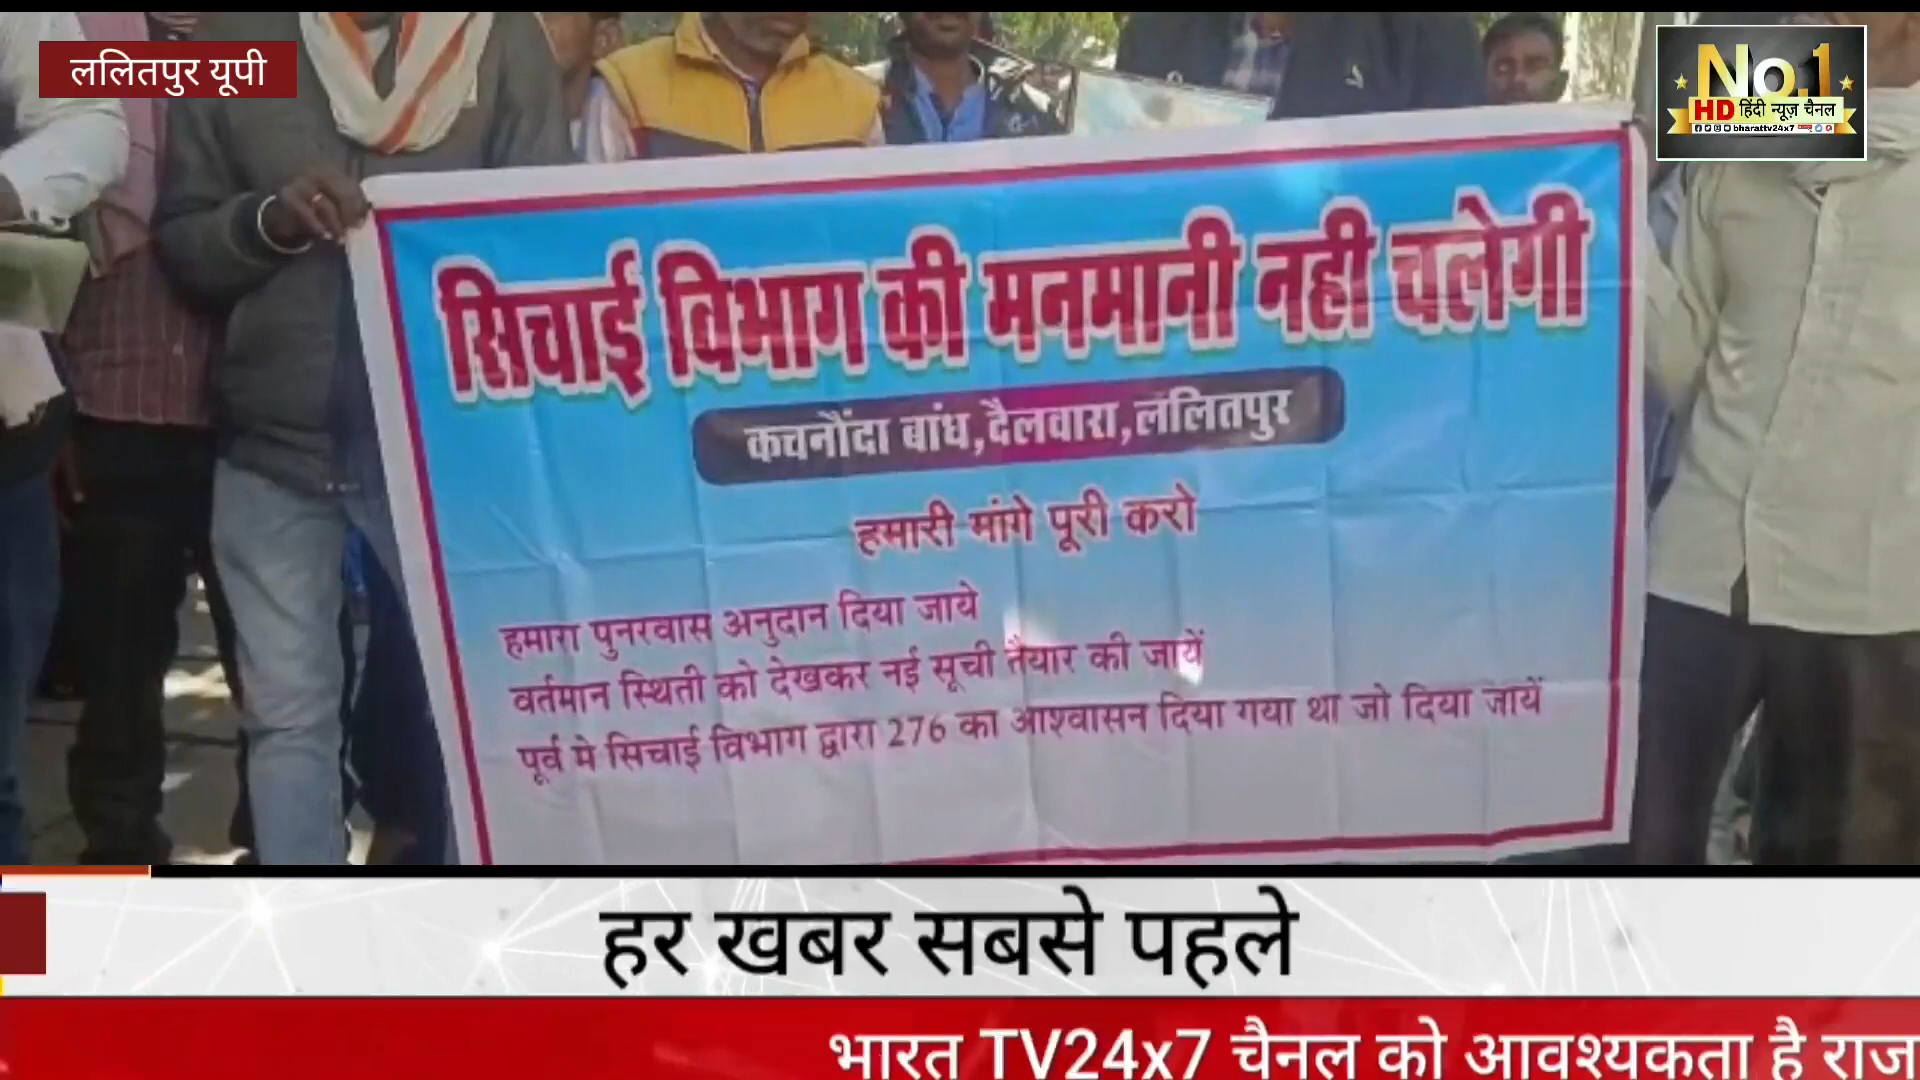 ललितपुर यूपी
No.1
HD हिंदी न्यूज़ चैनल
bharattv24x7
सिचाई विभाग की मनमानी नही चलेगी
कचनौंदा बांध,दैलवारा,ललितपुर
हमारी मांगे पूरी करो
हमारा पुनरवास अनुदान दिया जाये
वर्तमान स्थिती को देखकर नई सूची तैयार की जायें
पूर्व मे सिचाई विभाग द्वारा 276 का आश्वासन दिया गया था जो दिया जायें
हर खबर सबसे पहले
भारत TV24x7 चैनल को आवश्यकता है राज